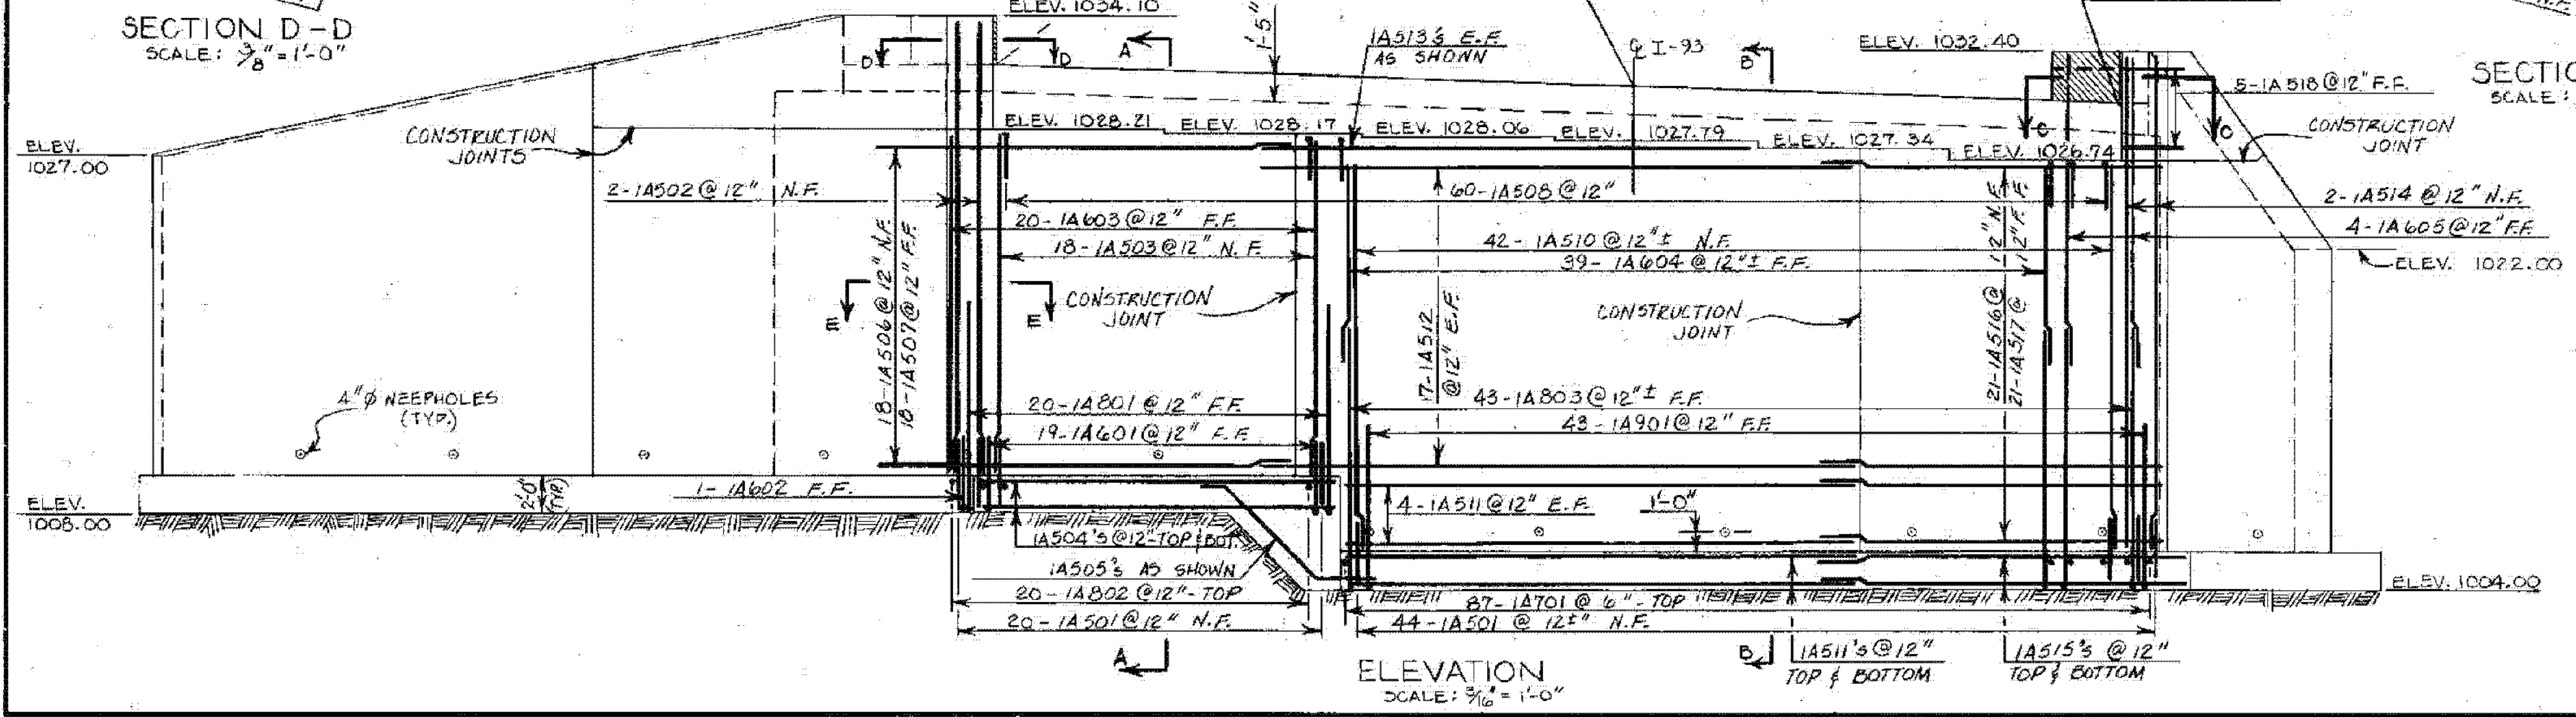 SECTION D-D
SCALE: 3/8" = 1'-0"
ELEV. 1034.10
D
D
A
1'-5"
1A513's E.F.
AS SHOWN
℄ I-93
B
ELEV. 1032.40
5-1A518@12" F.F.
SCALE:
C
C
CONSTRUCTION
JOINT
CONSTRUCTION
JOINTS
ELEV.
1027.00
ELEV. 1028.21
ELEV. 1028.17
ELEV. 1028.06
ELEV. 1027.79
ELEV. 1027.34
ELEV. 1026.74
2-1A502@12" N.F.
60-1A508@12"
20-1A603@12" F.F.
18-1A503@12" N.F.
42-1A510@12"± N.F.
39-1A604@12"± F.F.
2-1A514@12" N.F.
4-1A605@12" F.F.
ELEV. 1022.00
18-1A506@12" N.F.
18-1A507@12" F.F.
E
E
CONSTRUCTION
JOINT
17-1A512
@12" E.F.
CONSTRUCTION
JOINT
21-1A516@12" N.F.
21-1A517@12" F.F.
4"φ WEEPHOLES
(TYP.)
20-1A801@12" F.F.
19-1A601@12" F.F.
43-1A803@12"± F.F.
43-1A901@12" F.F.
2'-0"
(TYP)
1-1A602 F.F.
ELEV.
1008.00
4-1A511@12" E.F.
1'-0"
1A504's@12"-TOP & BOT.
1A505's AS SHOWN
20-1A802@12"-TOP
20-1A501@12" N.F.
87-1A701 @ 6"-TOP
44-1A501 @ 12±" N.F.
ELEV. 1004.00
A
B
1A511's@12"
TOP & BOTTOM
1A515's @12"
TOP & BOTTOM
ELEVATION
SCALE: 3/16" = 1'-0"